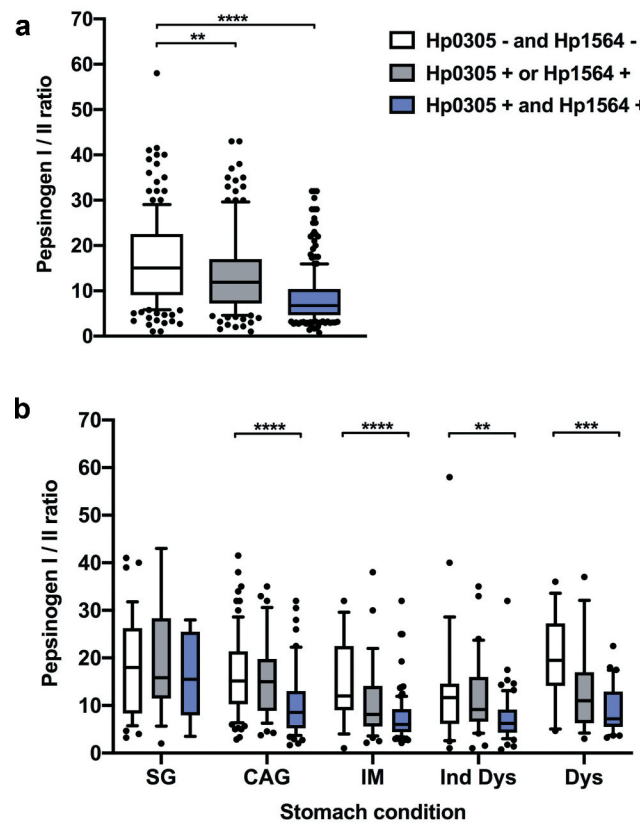 a
****
**
Hp0305 - and Hp1564 -
Hp0305 + or Hp1564 +
Hp0305 + and Hp1564 +
Pepsinogen I / II ratio
70
60
50
40
30
20
10
0
b
****
****
**
***
Pepsinogen I / II ratio
70
60
50
40
30
20
10
0
SG CAG IM Ind Dys Dys
Stomach condition